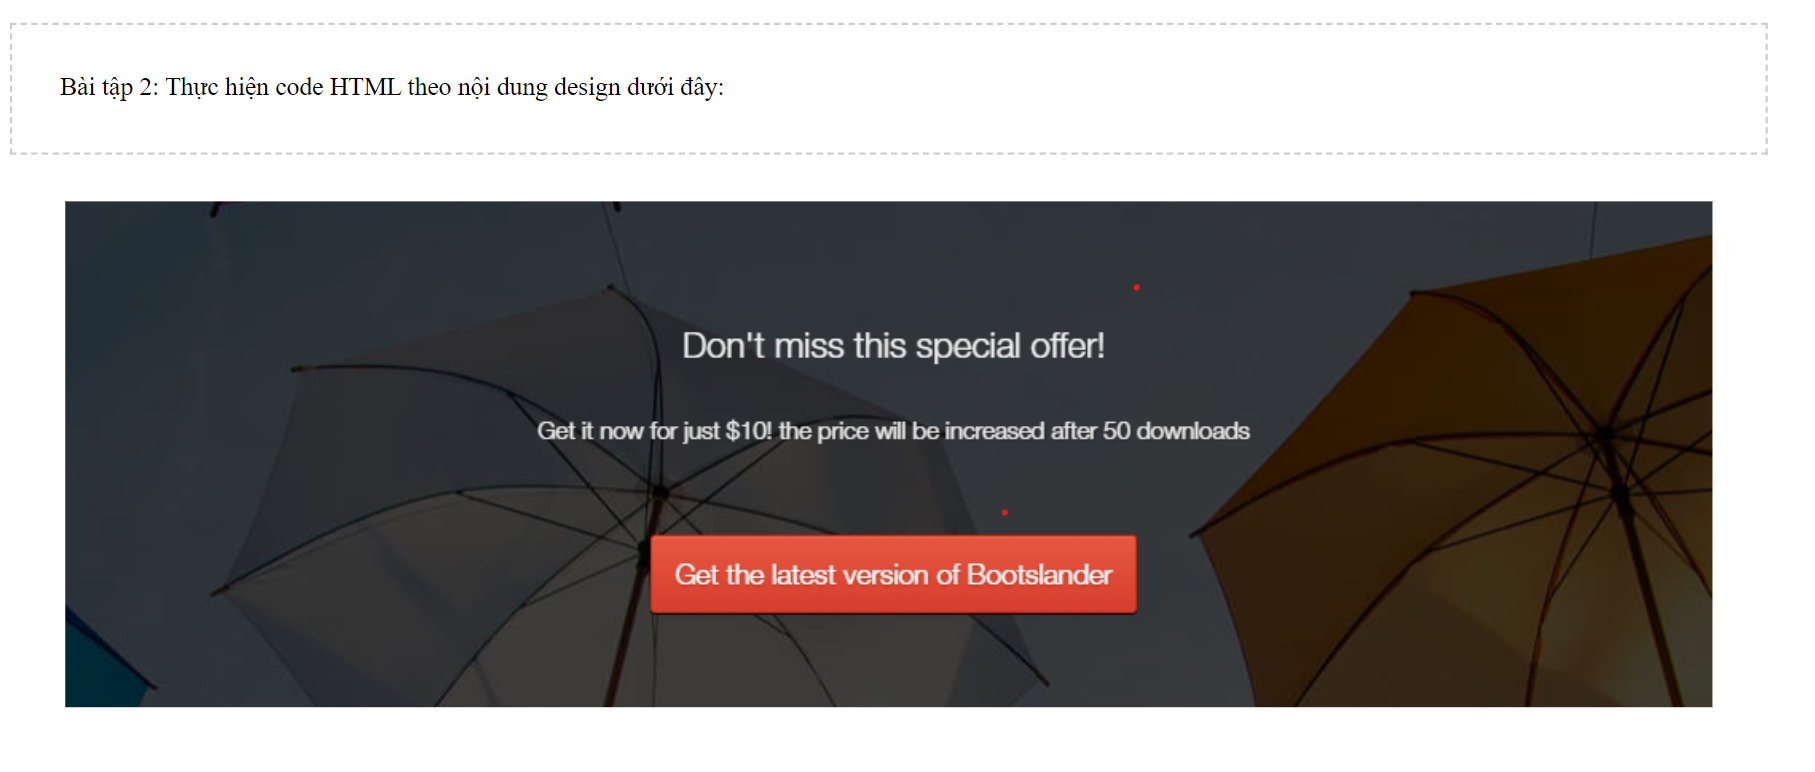 Bài tập 2: Thực hiện code HTML theo nội dung design dưới đây:
Don't miss this special offer!
Get it now for just $10! the price will be increased after 50 downloads
Get the latest version of Bootslander